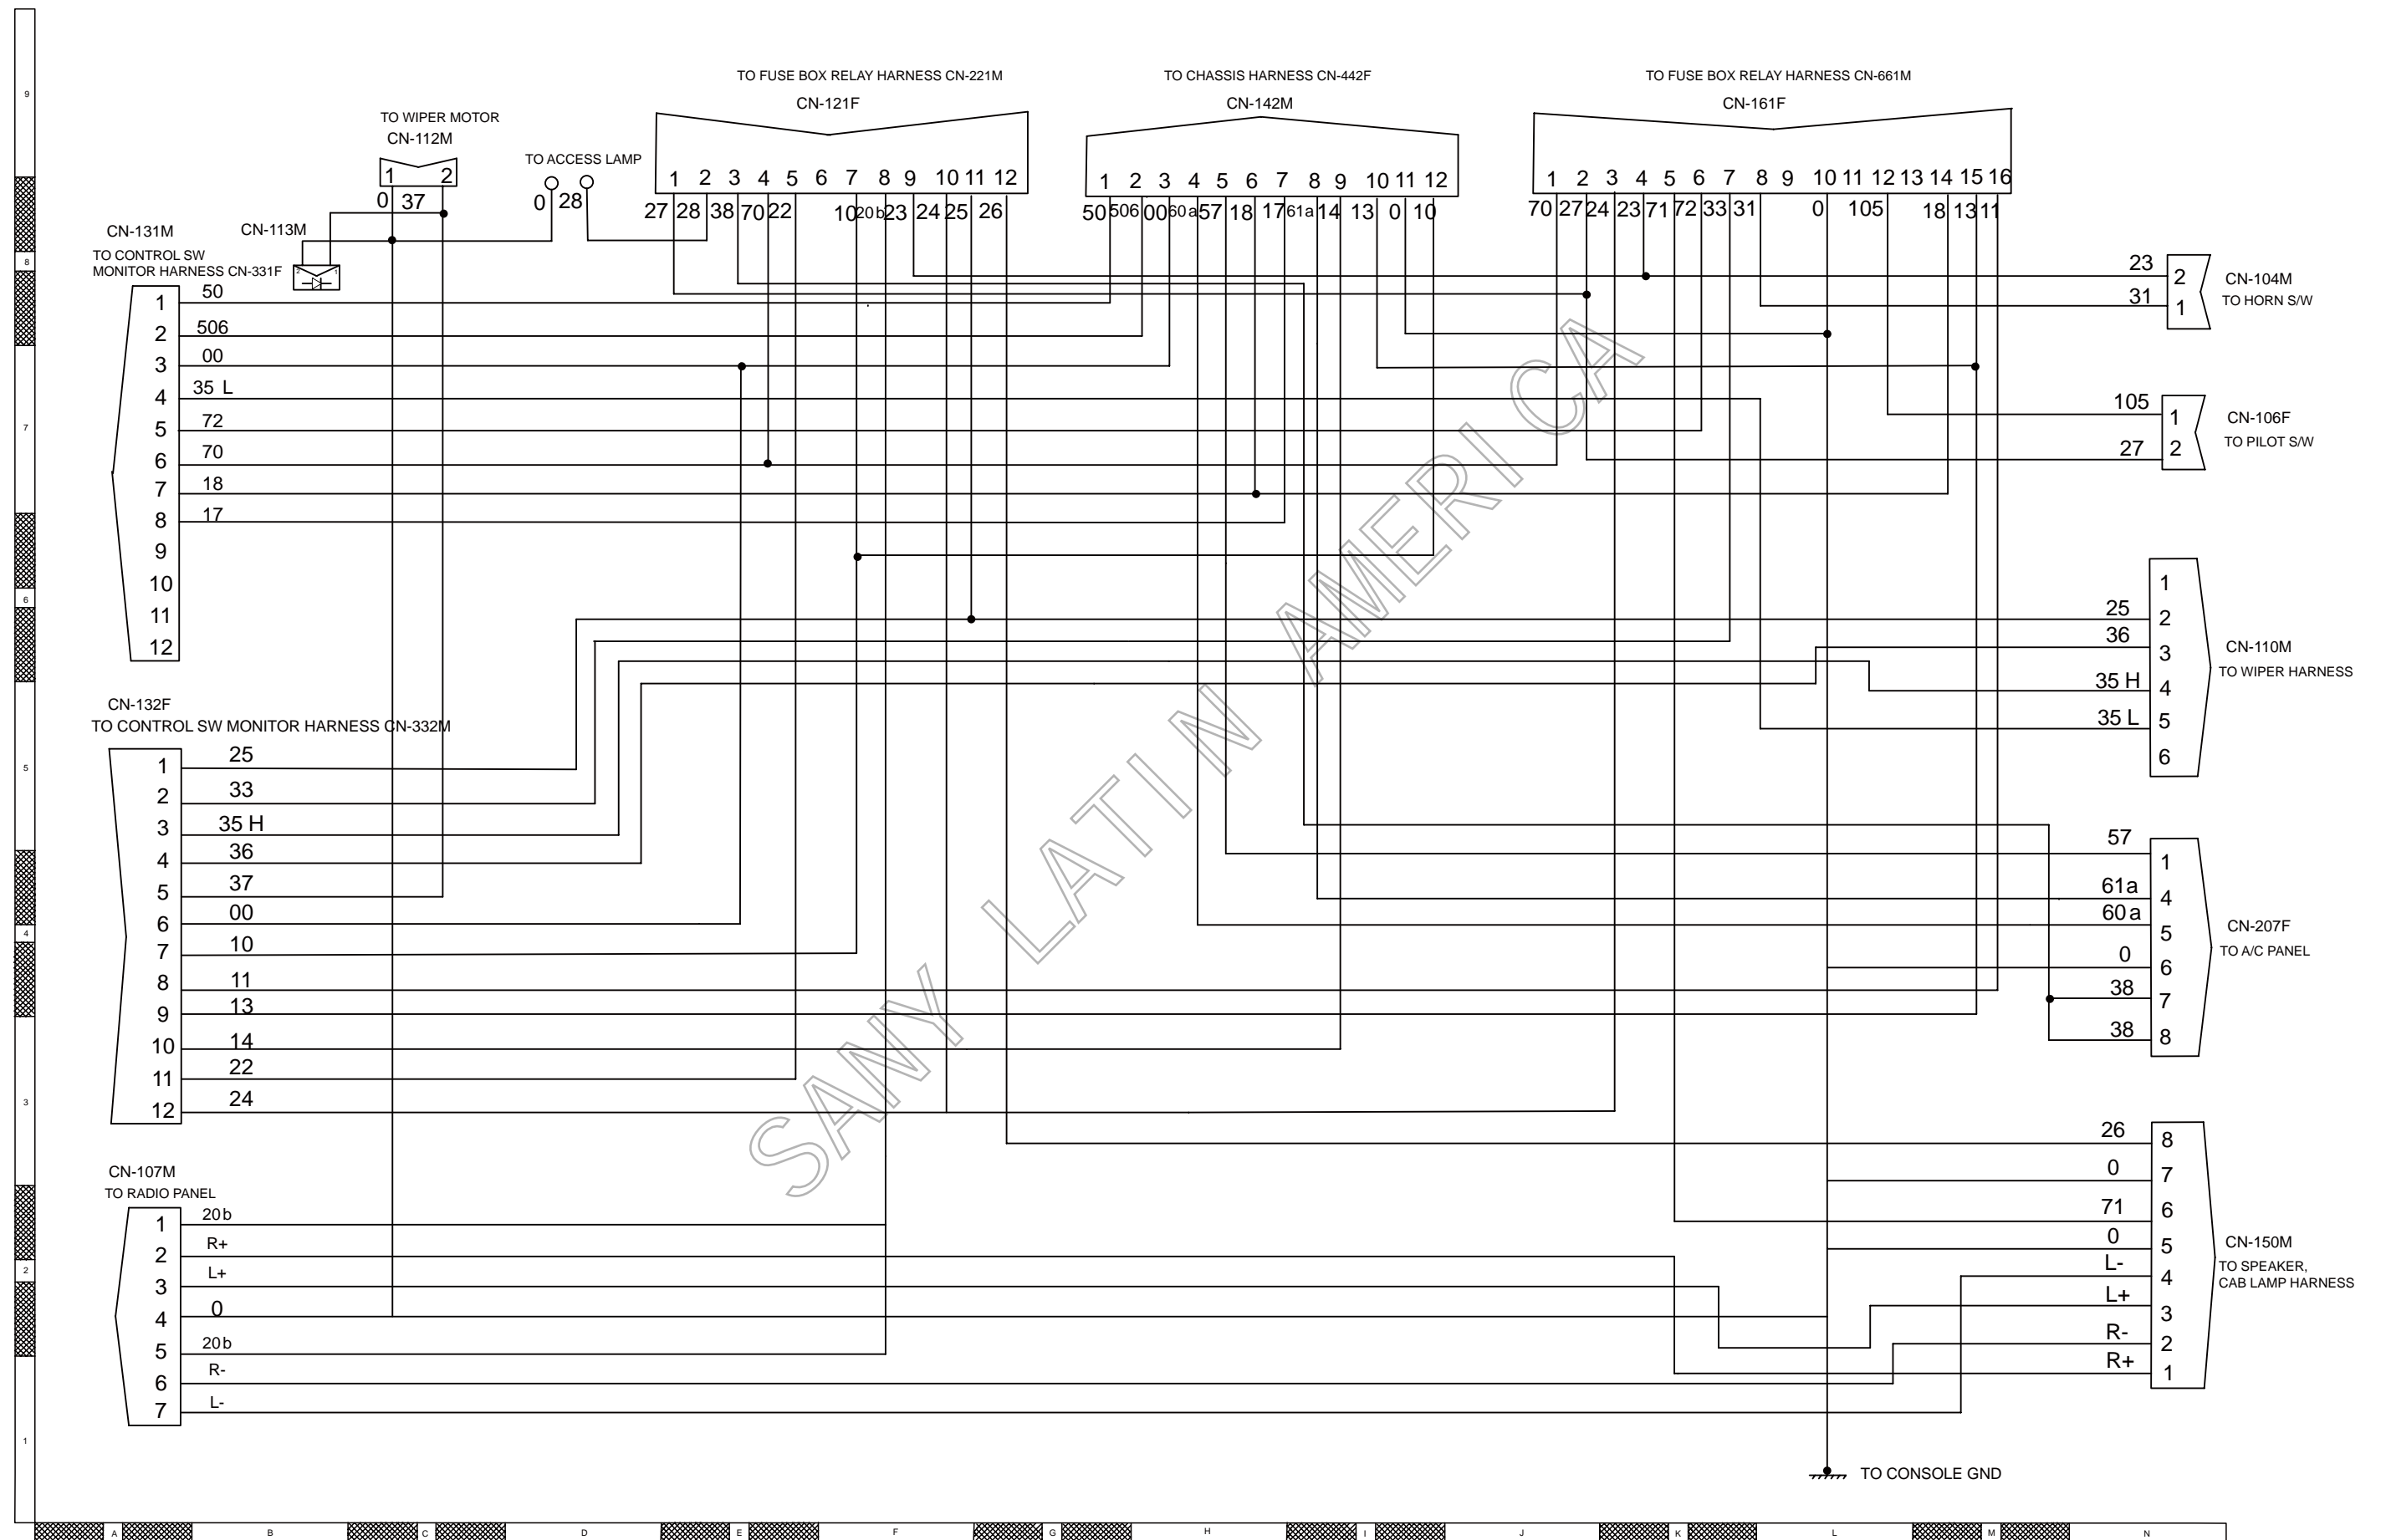 TO FUSE BOX RELAY HARNESS CN-221M
TO CHASSIS HARNESS CN-442F
TO FUSE BOX RELAY HARNESS CN-661M
CN-121F
CN-142M
CN-161F
TO WIPER MOTOR
CN-112M
1 2
0 37
TO ACCESS LAMP
0 28
1 2 3 4 5 6 7 8 9 10 11 12
27 28 38 70 22 10 20b 23 24 25 26
1 2 3 4 5 6 7 8 9 10 11 12
50 506 00 60a 57 18 17 61a 14 13 0 10
1 2 3 4 5 6 7 8 9 10 11 12 13 14 15 16
70 27 24 23 71 72 33 31 0 105 18 13 11
CN-113M
2 1
CN-131M
TO CONTROL SW
MONITOR HARNESS CN-331F
1 50
2 506
3 00
4 35 L
5 72
6 70
7 18
8 17
9
10
11
12
CN-132F
TO CONTROL SW MONITOR HARNESS CN-332M
1 25
2 33
3 35 H
4 36
5 37
6 00
7 10
8 11
9 13
10 14
11 22
12 24
CN-107M
TO RADIO PANEL
1 20b
2 R+
3 L+
4 0
5 20b
6 R-
7 L-
23 2
31 1
CN-104M
TO HORN S/W
105 1
27 2
CN-106F
TO PILOT S/W
1
25 2
36 3
35 H 4
35 L 5
6
CN-110M
TO WIPER HARNESS
57 1
61a 4
60a 5
0 6
38 7
38 8
CN-207F
TO A/C PANEL
26 8
0 7
71 6
0 5
L- 4
L+ 3
R- 2
R+ 1
CN-150M
TO SPEAKER,
CAB LAMP HARNESS
TO CONSOLE GND
SANY LATIN AMERICA
9
8
7
6
5
4
3
2
1
A B C D E F G H I J K L M N